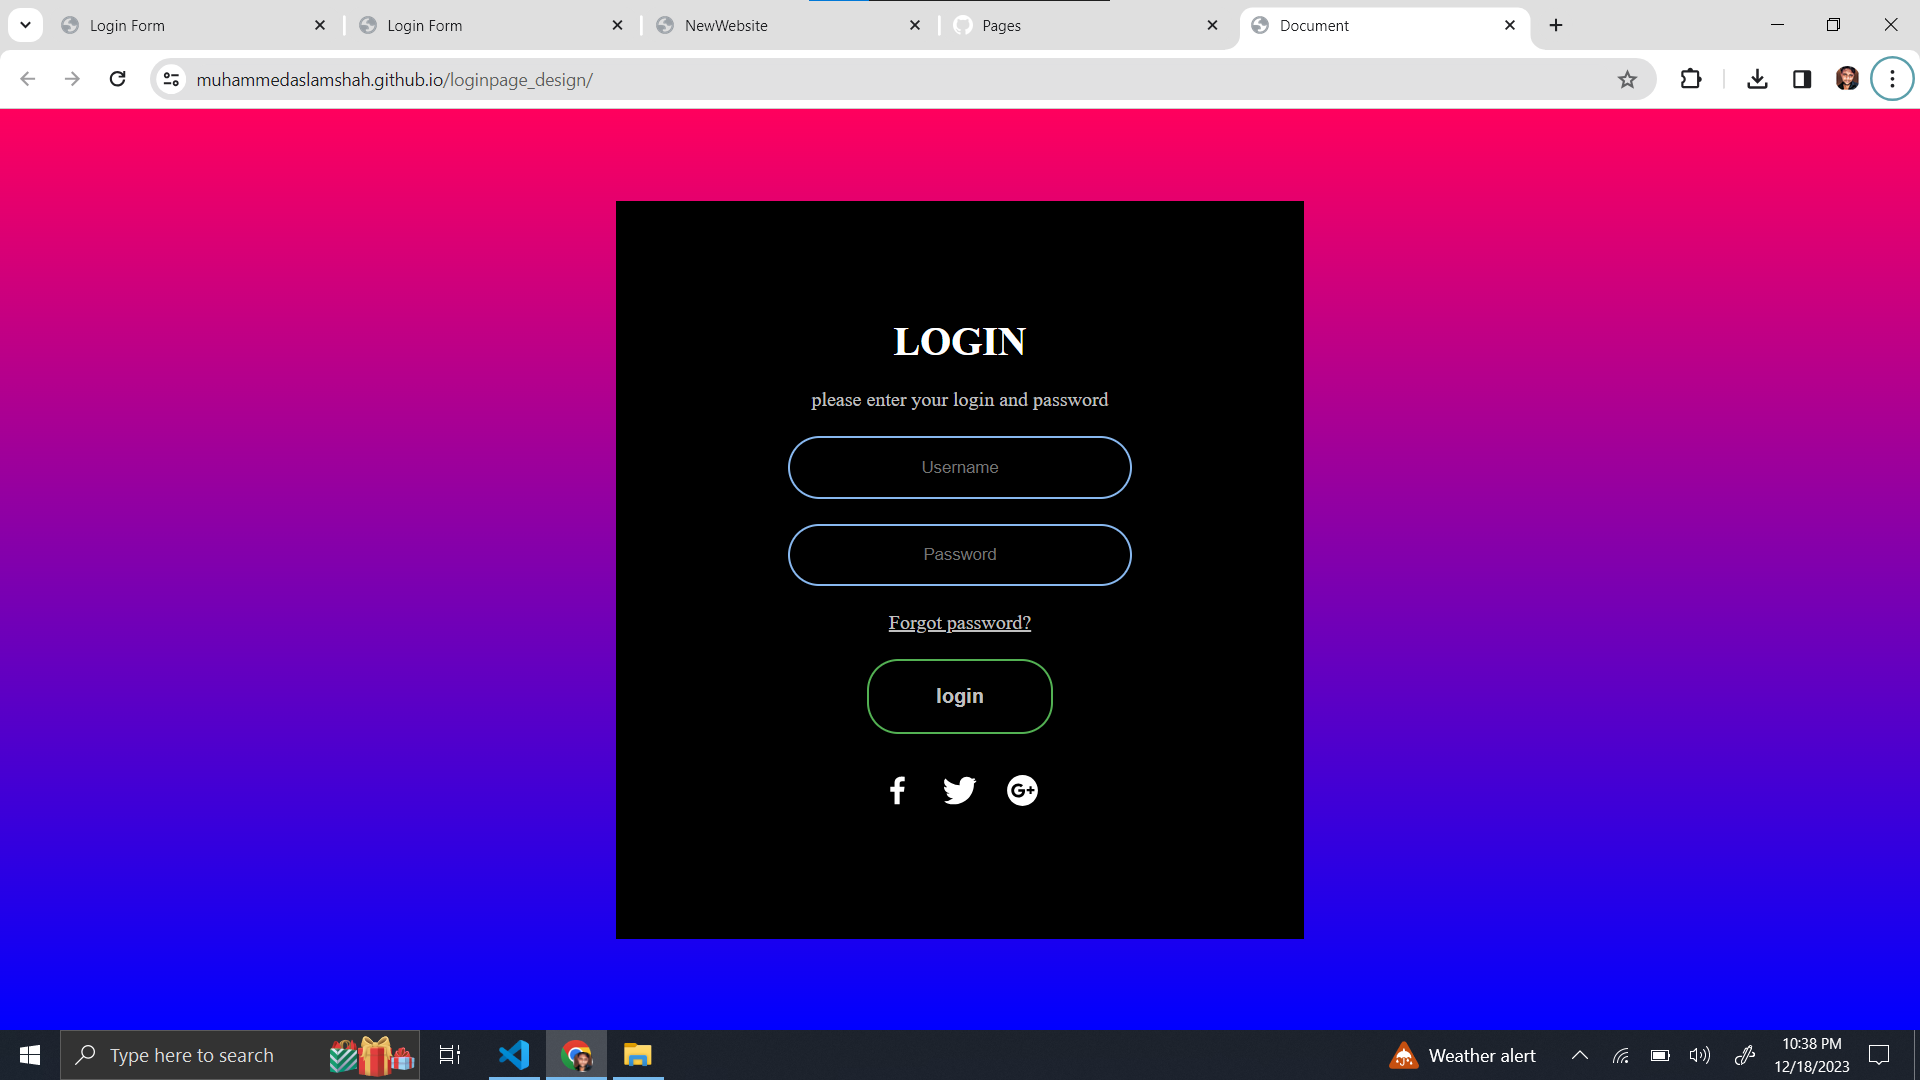 Login Form
Login Form
NewWebsite
Pages
Document
muhammedaslamshah.github.io/loginpage_design/
LOGIN
please enter your login and password
Username
Password
Forgot password?
login
G+
Type here to search
Weather alert
10:38 PM
12/18/2023